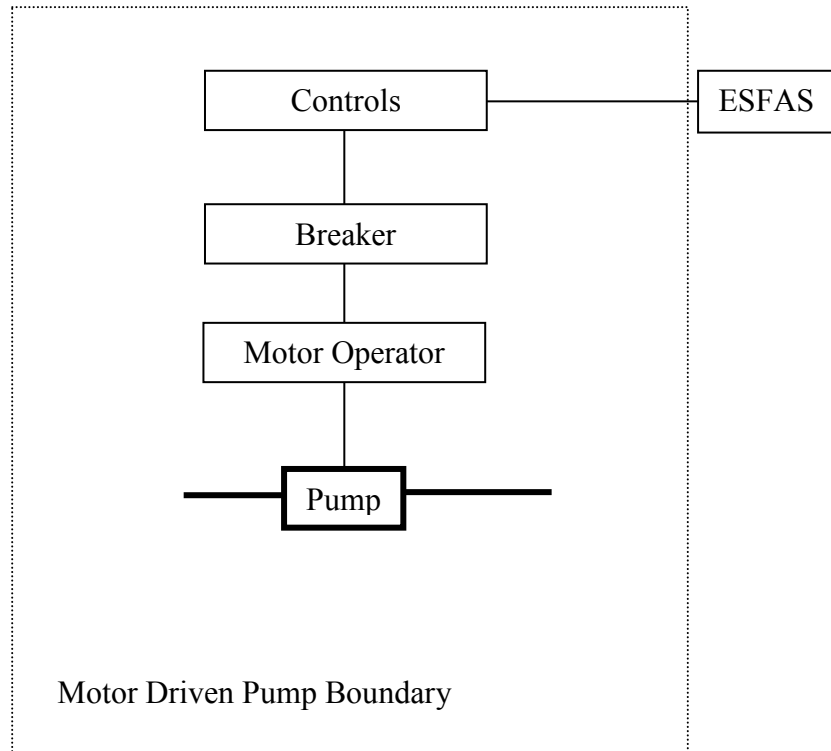 Controls
ESFAS
Breaker
Motor Operator
Pump
Motor Driven Pump Boundary